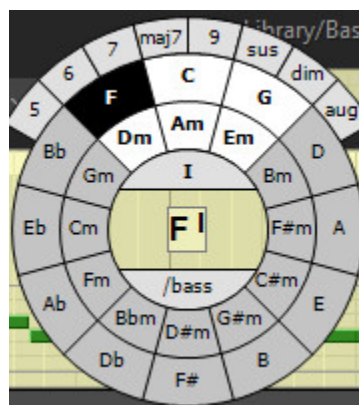 Library/Bas
5 6 7 maj7 9 sus dim aug
F C G
Dm Am Em
Bb Gm I Bm D
Eb Cm F I F#m A
Ab Fm /bass C#m E
Bbm D#m G#m
Db F# B